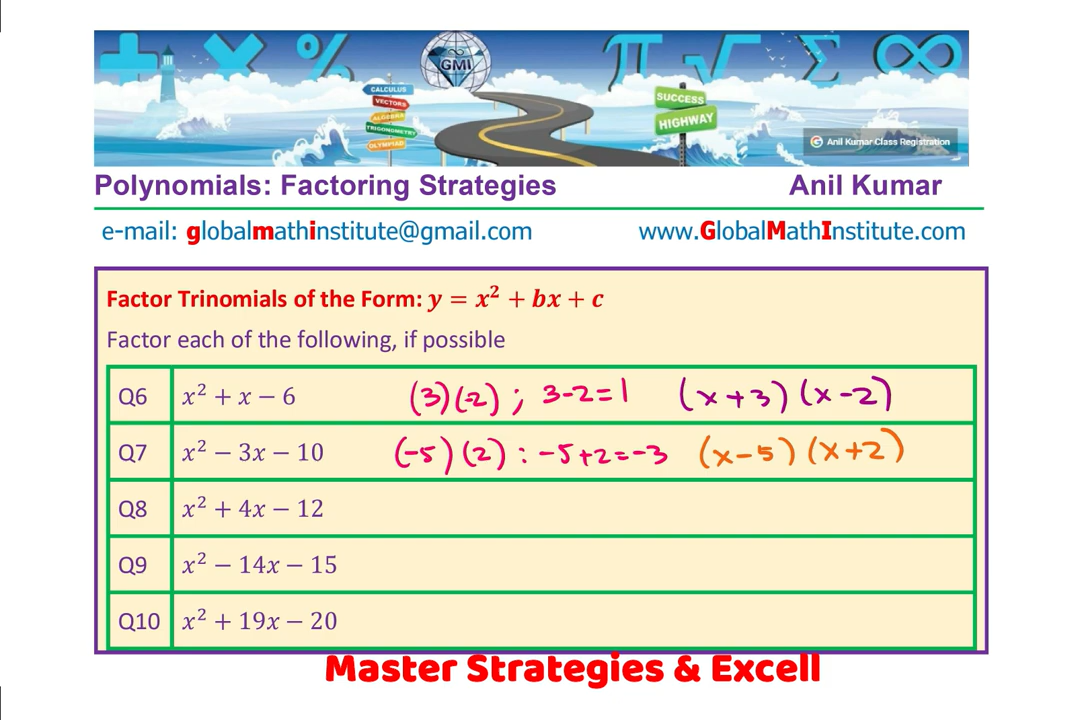 GMI
CALCULUS
VECTORS
ALGEBRA
TRIGONOMETRY
OLYMPIAD
SUCCESS
HIGHWAY
G Anil Kumar Class Registration
Polynomials: Factoring Strategies Anil Kumar
e-mail: globalmathinstitute@gmail.com www.GlobalMathInstitute.com
Factor Trinomials of the Form: y = x² + bx + c
Factor each of the following, if possible
Q6 x² + x − 6 (3)(-2) ; 3-2=1 (x+3)(x-2)
Q7 x² − 3x − 10 (-5)(2) : -5+2=-3 (x-5)(x+2)
Q8 x² + 4x − 12
Q9 x² − 14x − 15
Q10 x² + 19x − 20
Master Strategies & Excell